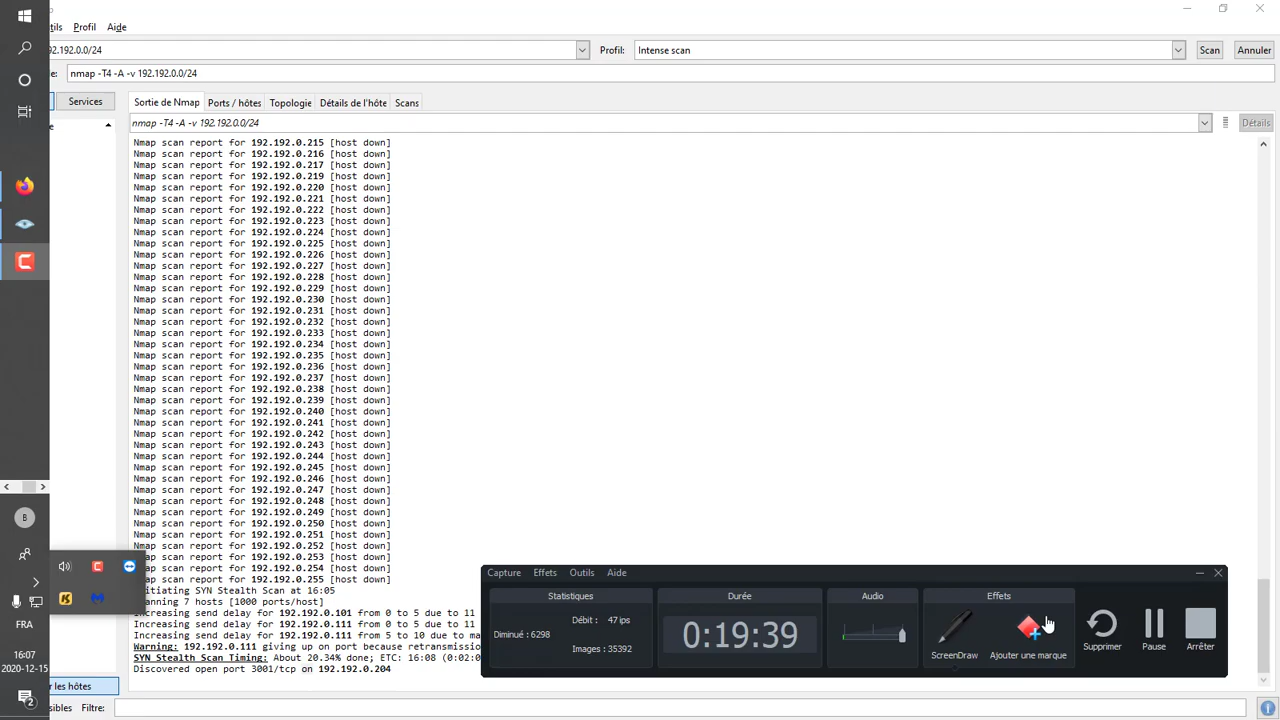 tils Profil Aide
92.192.0.0/24 Profil: Intense scan Scan Annuler
e: nmap -T4 -A -v 192.192.0.0/24
Services Sortie de Nmap Ports / hôtes Topologie Détails de l'hôte Scans
nmap -T4 -A -v 192.192.0.0/24 Détails
Nmap scan report for 192.192.0.215 [host down]
Nmap scan report for 192.192.0.216 [host down]
Nmap scan report for 192.192.0.217 [host down]
Nmap scan report for 192.192.0.219 [host down]
Nmap scan report for 192.192.0.220 [host down]
Nmap scan report for 192.192.0.221 [host down]
Nmap scan report for 192.192.0.222 [host down]
Nmap scan report for 192.192.0.223 [host down]
Nmap scan report for 192.192.0.224 [host down]
Nmap scan report for 192.192.0.225 [host down]
Nmap scan report for 192.192.0.226 [host down]
Nmap scan report for 192.192.0.227 [host down]
Nmap scan report for 192.192.0.228 [host down]
Nmap scan report for 192.192.0.229 [host down]
Nmap scan report for 192.192.0.230 [host down]
Nmap scan report for 192.192.0.231 [host down]
Nmap scan report for 192.192.0.232 [host down]
Nmap scan report for 192.192.0.233 [host down]
Nmap scan report for 192.192.0.234 [host down]
Nmap scan report for 192.192.0.235 [host down]
Nmap scan report for 192.192.0.236 [host down]
Nmap scan report for 192.192.0.237 [host down]
Nmap scan report for 192.192.0.238 [host down]
Nmap scan report for 192.192.0.239 [host down]
Nmap scan report for 192.192.0.240 [host down]
Nmap scan report for 192.192.0.241 [host down]
Nmap scan report for 192.192.0.242 [host down]
Nmap scan report for 192.192.0.243 [host down]
Nmap scan report for 192.192.0.244 [host down]
Nmap scan report for 192.192.0.245 [host down]
Nmap scan report for 192.192.0.246 [host down]
Nmap scan report for 192.192.0.247 [host down]
Nmap scan report for 192.192.0.248 [host down]
Nmap scan report for 192.192.0.249 [host down]
Nmap scan report for 192.192.0.250 [host down]
Nmap scan report for 192.192.0.251 [host down]
Nmap scan report for 192.192.0.252 [host down]
Nmap scan report for 192.192.0.253 [host down]
Nmap scan report for 192.192.0.254 [host down]
Nmap scan report for 192.192.0.255 [host down]
nitiating SYN Stealth Scan at 16:05
anning 7 hosts [1000 ports/host]
Increasing send delay for 192.192.0.101 from 0 to 5 due to 11
Increasing send delay for 192.192.0.111 from 0 to 5 due to 11
Increasing send delay for 192.192.0.111 from 5 to 10 due to ma
Warning: 192.192.0.111 giving up on port because retransmissio
SYN Stealth Scan Timing: About 20.34% done; ETC: 16:08 (0:02:0
Discovered open port 3001/tcp on 192.192.0.204
Capture Effets Outils Aide
Statistiques Durée Audio Effets
Débit : 47 ips
Diminué : 6298
Images : 35392
0:19:39
ScreenDraw Ajouter une marque Supprimer Pause Arrêter
B
FRA
16:07
2020-12-15
2
r les hôtes
sibles Filtre: